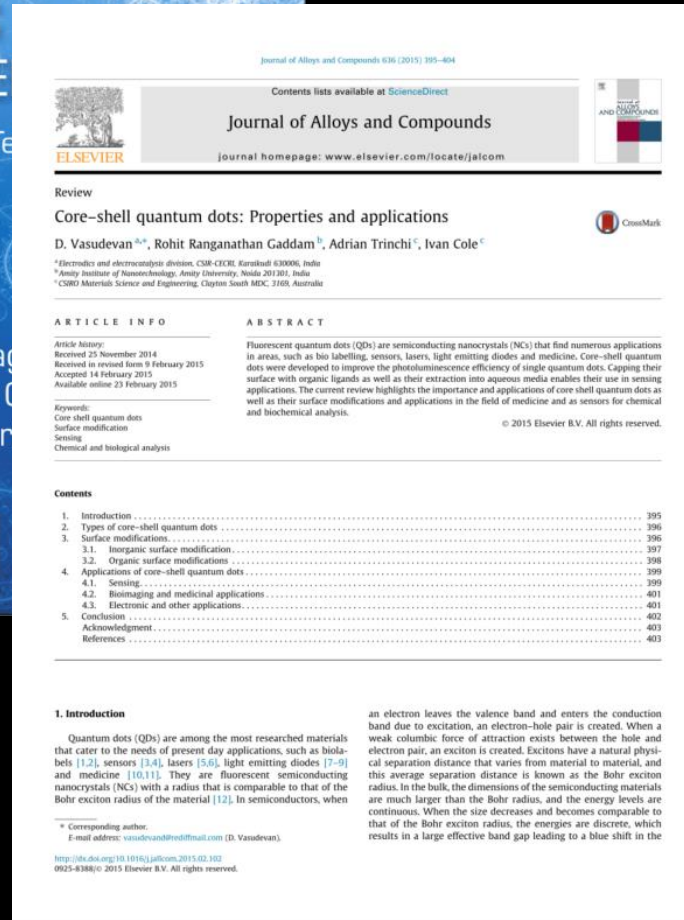 Journal of Alloys and Compounds 636 (2015) 395–404
Contents lists available at ScienceDirect
Journal of Alloys and Compounds
journal homepage: www.elsevier.com/locate/jalcom
ELSEVIER
ALLOYS
AND COMPOUNDS
Review
Core–shell quantum dots: Properties and applications
CrossMark
D. Vasudevan a,*, Rohit Ranganathan Gaddam b, Adrian Trinchi c, Ivan Cole c
a Electrodics and electrocatalysis division, CSIR-CECRI, Karaikudi 630006, India
b Amity Institute of Nanotechnology, Amity University, Noida 201301, India
c CSIRO Materials Science and Engineering, Clayton South MDC, 3169, Australia
ARTICLE INFO
Article history:
Received 25 November 2014
Received in revised form 9 February 2015
Accepted 14 February 2015
Available online 23 February 2015
Keywords:
Core shell quantum dots
Surface modification
Sensing
Chemical and biological analysis
ABSTRACT
Fluorescent quantum dots (QDs) are semiconducting nanocrystals (NCs) that find numerous applications
in areas, such as bio labelling, sensors, lasers, light emitting diodes and medicine. Core–shell quantum
dots were developed to improve the photoluminescence efficiency of single quantum dots. Capping their
surface with organic ligands as well as their extraction into aqueous media enables their use in sensing
applications. The current review highlights the importance and applications of core shell quantum dots as
well as their surface modifications and applications in the field of medicine and as sensors for chemical
and biochemical analysis.
© 2015 Elsevier B.V. All rights reserved.
Contents
1. Introduction 395
2. Types of core–shell quantum dots 396
3. Surface modifications 396
3.1. Inorganic surface modification 397
3.2. Organic surface modifications 398
4. Applications of core–shell quantum dots 399
4.1. Sensing 399
4.2. Bioimaging and medicinal applications 401
4.3. Electronic and other applications 401
5. Conclusion 402
Acknowledgment 403
References 403
1. Introduction
Quantum dots (QDs) are among the most researched materials
that cater to the needs of present day applications, such as biola-
bels [1,2], sensors [3,4], lasers [5,6], light emitting diodes [7–9]
and medicine [10,11]. They are fluorescent semiconducting
nanocrystals (NCs) with a radius that is comparable to that of the
Bohr exciton radius of the material [12]. In semiconductors, when
* Corresponding author.
E-mail address: vasudevand@rediffmail.com (D. Vasudevan).
http://dx.doi.org/10.1016/j.jallcom.2015.02.102
0925-8388/© 2015 Elsevier B.V. All rights reserved.
an electron leaves the valence band and enters the conduction
band due to excitation, an electron–hole pair is created. When a
weak columbic force of attraction exists between the hole and
electron pair, an exciton is created. Excitons have a natural physi-
cal separation distance that varies from material to material, and
this average separation distance is known as the Bohr exciton
radius. In the bulk, the dimensions of the semiconducting materials
are much larger than the Bohr radius, and the energy levels are
continuous. When the size decreases and becomes comparable to
that of the Bohr exciton radius, the energies are discrete, which
results in a large effective band gap leading to a blue shift in the